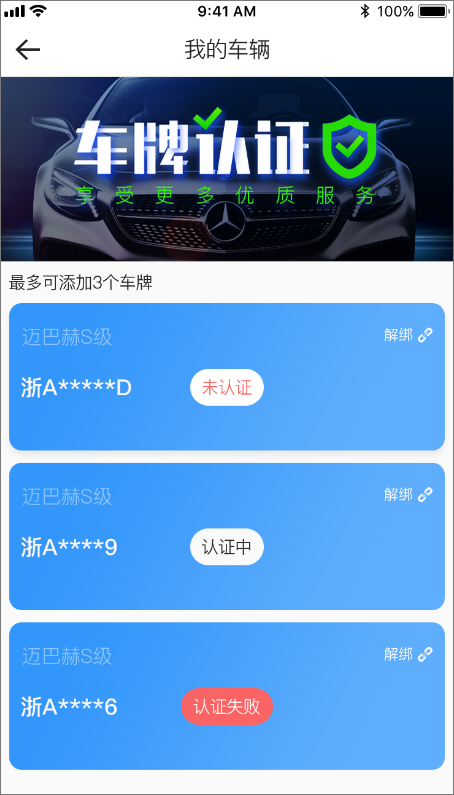 9:41 AM
100%
我的车辆
车牌认证
享受更多优质服务
最多可添加3个车牌
迈巴赫S级
解绑
浙A*****D
未认证
迈巴赫S级
解绑
浙A****9
认证中
迈巴赫S级
解绑
浙A****6
认证失败